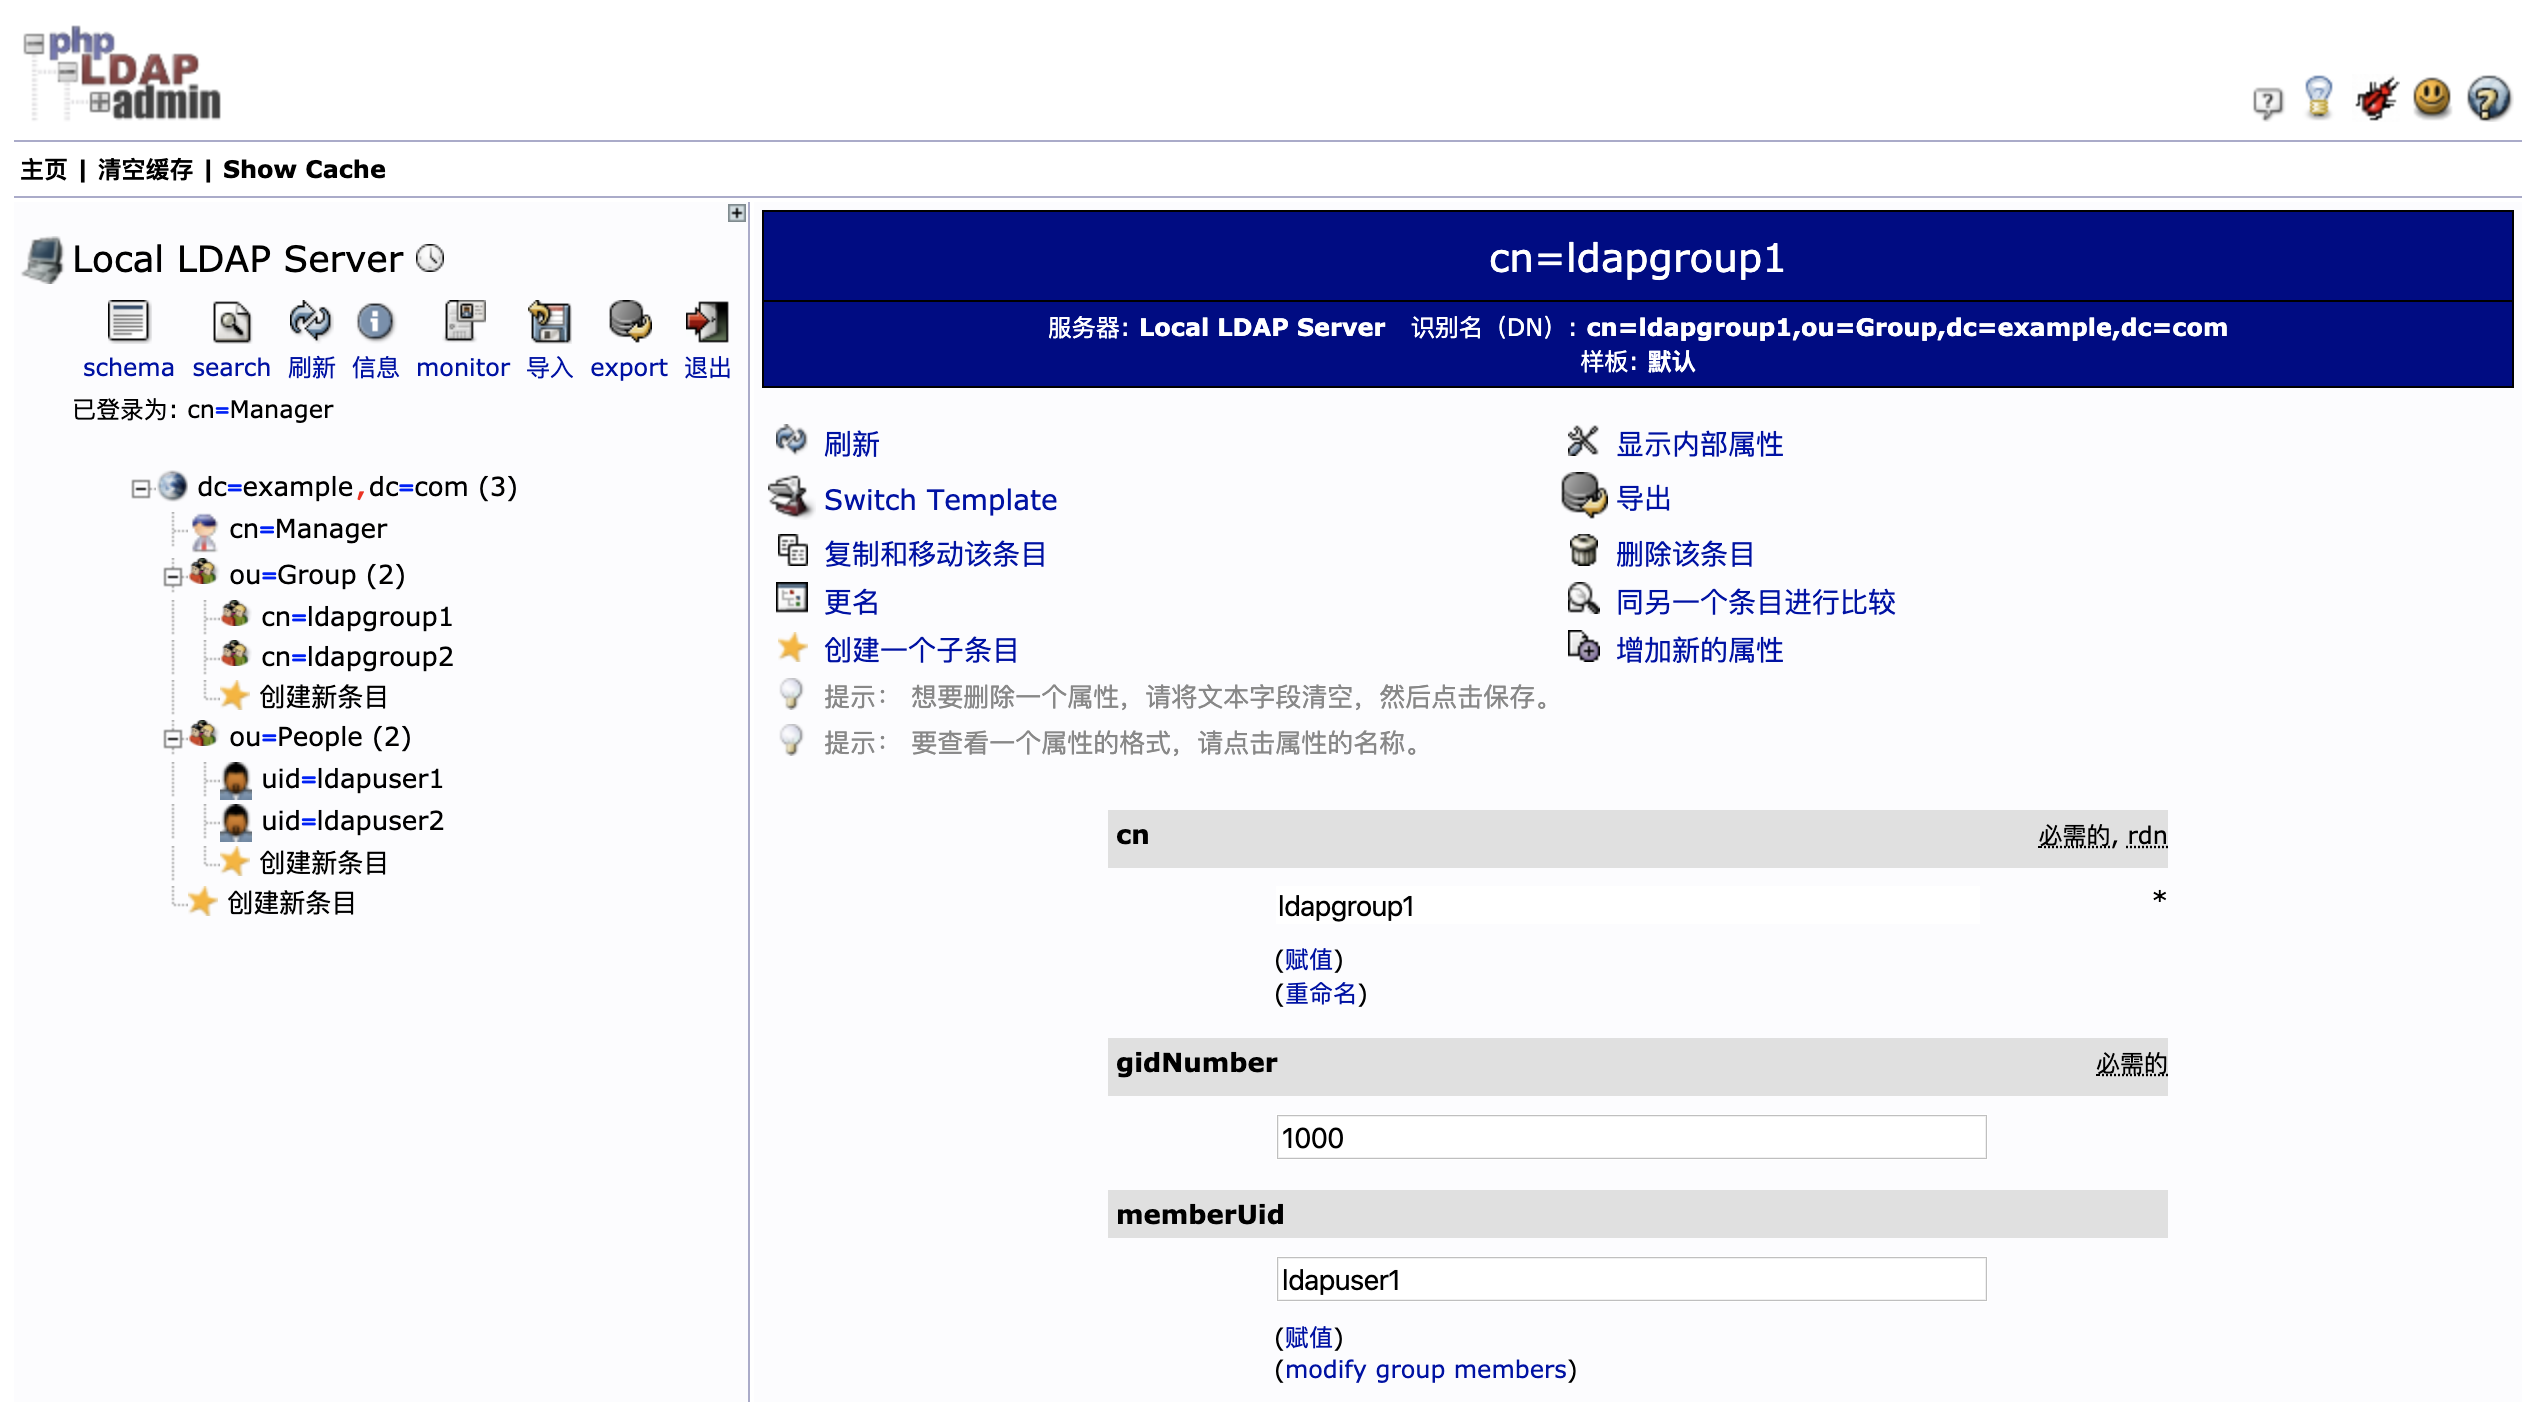 php
LDAP
admin
主页 | 清空缓存 | Show Cache
Local LDAP Server
schema search 刷新 信息 monitor 导入 export 退出
已登录为: cn=Manager
dc=example,dc=com (3)
cn=Manager
ou=Group (2)
cn=ldapgroup1
cn=ldapgroup2
创建新条目
ou=People (2)
uid=ldapuser1
uid=ldapuser2
创建新条目
创建新条目
cn=ldapgroup1
服务器: Local LDAP Server 识别名（DN）: cn=ldapgroup1,ou=Group,dc=example,dc=com
样板: 默认
刷新 显示内部属性
Switch Template 导出
复制和移动该条目 删除该条目
更名 同另一个条目进行比较
创建一个子条目 增加新的属性
提示： 想要删除一个属性，请将文本字段清空，然后点击保存。
提示： 要查看一个属性的格式，请点击属性的名称。
cn 必需的, rdn
ldapgroup1 *
(赋值)
(重命名)
gidNumber 必需的
1000
memberUid
ldapuser1
(赋值)
(modify group members)